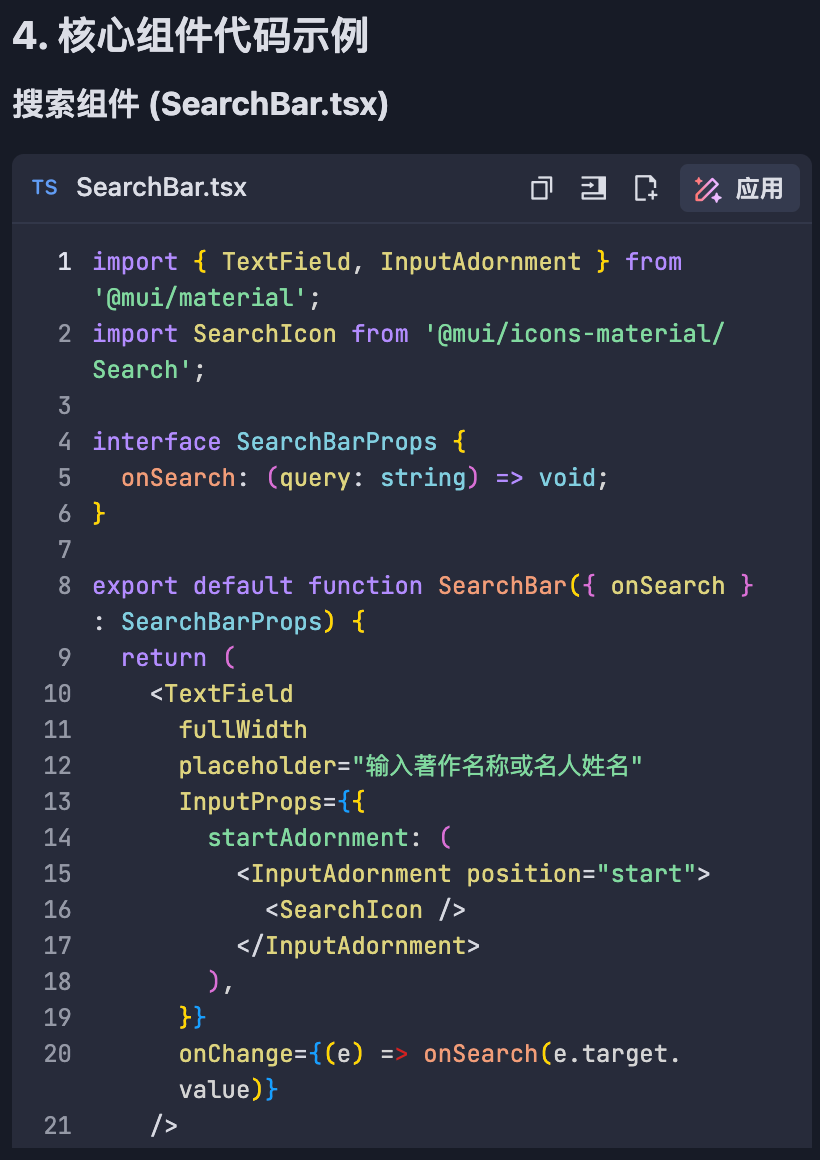 4. 核心组件代码示例
搜索组件 (SearchBar.tsx)
TS SearchBar.tsx 应用
1 import { TextField, InputAdornment } from
'@mui/material';
2 import SearchIcon from '@mui/icons-material/
Search';
3
4 interface SearchBarProps {
5   onSearch: (query: string) => void;
6 }
7
8 export default function SearchBar({ onSearch }
: SearchBarProps) {
9   return (
10     <TextField
11       fullWidth
12       placeholder="输入著作名称或名人姓名"
13       InputProps={{
14         startAdornment: (
15           <InputAdornment position="start">
16             <SearchIcon />
17           </InputAdornment>
18         ),
19       }}
20       onChange={(e) => onSearch(e.target.
value)}
21     />